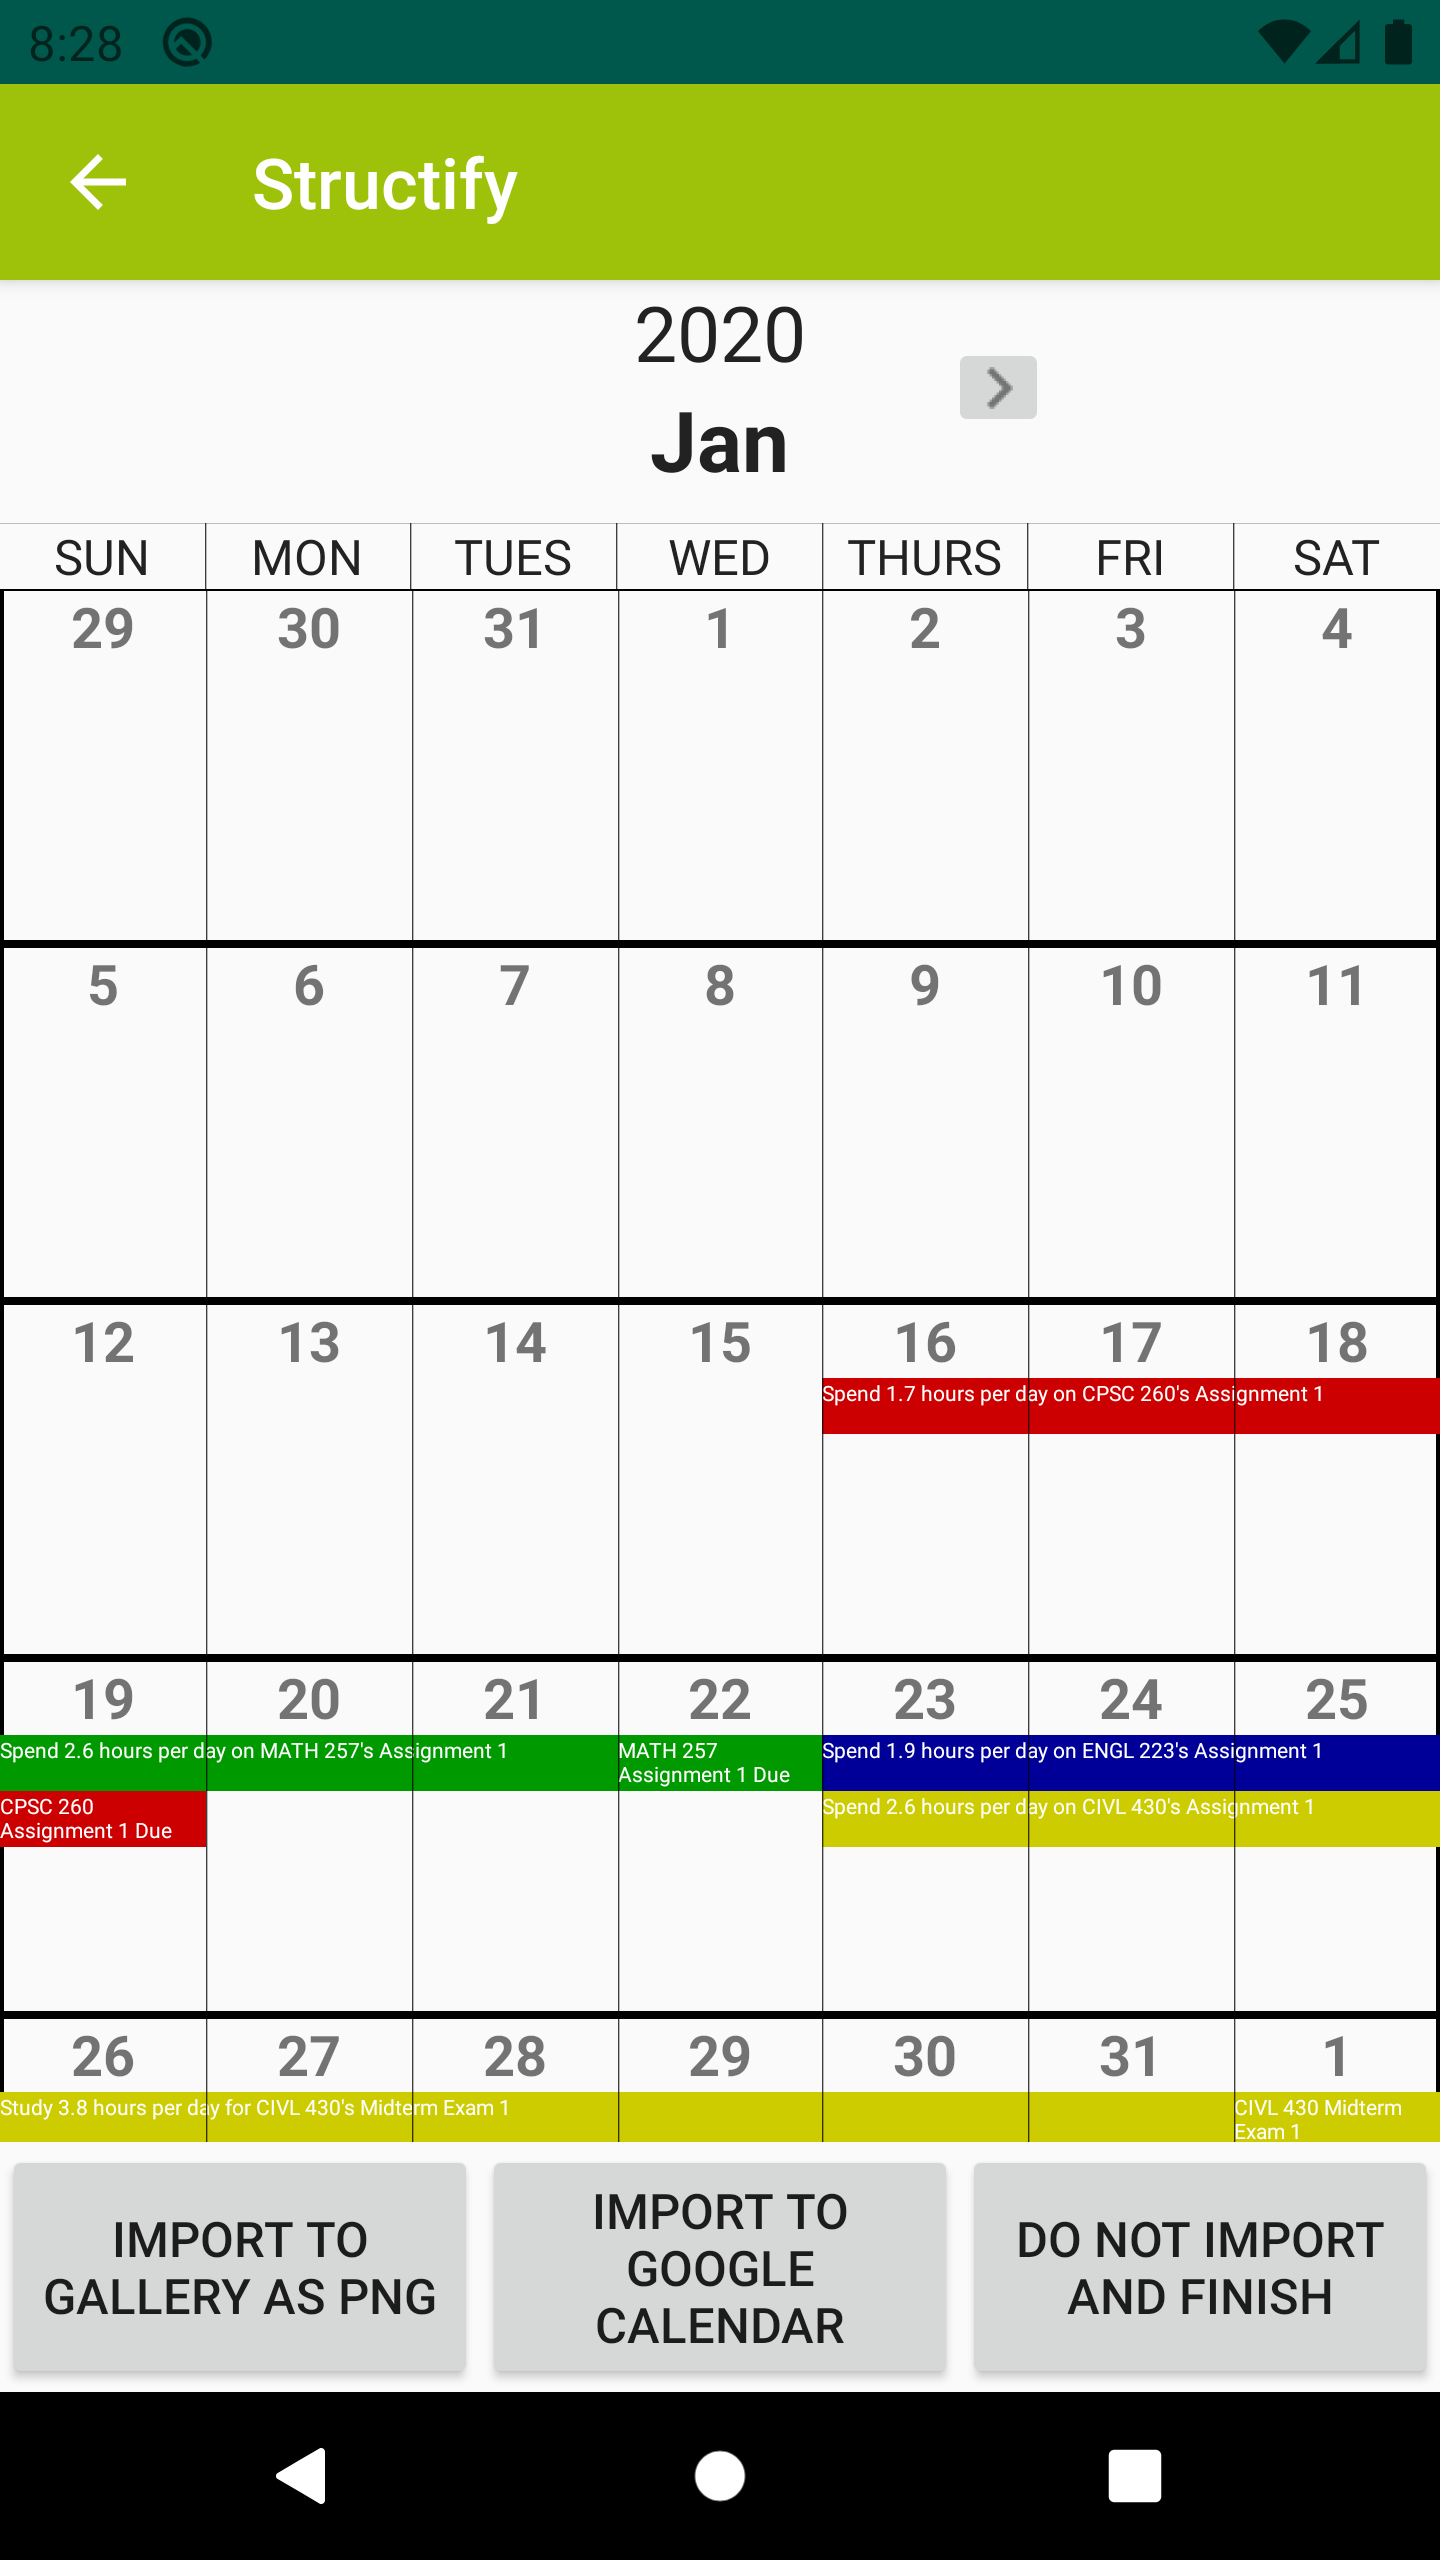 8:28
Structify
2020
Jan
SUN MON TUES WED THURS FRI SAT
29 30 31 1 2 3 4
5 6 7 8 9 10 11
12 13 14 15 16 17 18
Spend 1.7 hours per day on CPSC 260's Assignment 1
19 20 21 22 23 24 25
Spend 2.6 hours per day on MATH 257's Assignment 1
MATH 257
Assignment 1 Due
Spend 1.9 hours per day on ENGL 223's Assignment 1
CPSC 260
Assignment 1 Due
Spend 2.6 hours per day on CIVL 430's Assignment 1
26 27 28 29 30 31 1
Study 3.8 hours per day for CIVL 430's Midterm Exam 1
CIVL 430 Midterm
Exam 1
IMPORT TO
GALLERY AS PNG
IMPORT TO
GOOGLE
CALENDAR
DO NOT IMPORT
AND FINISH